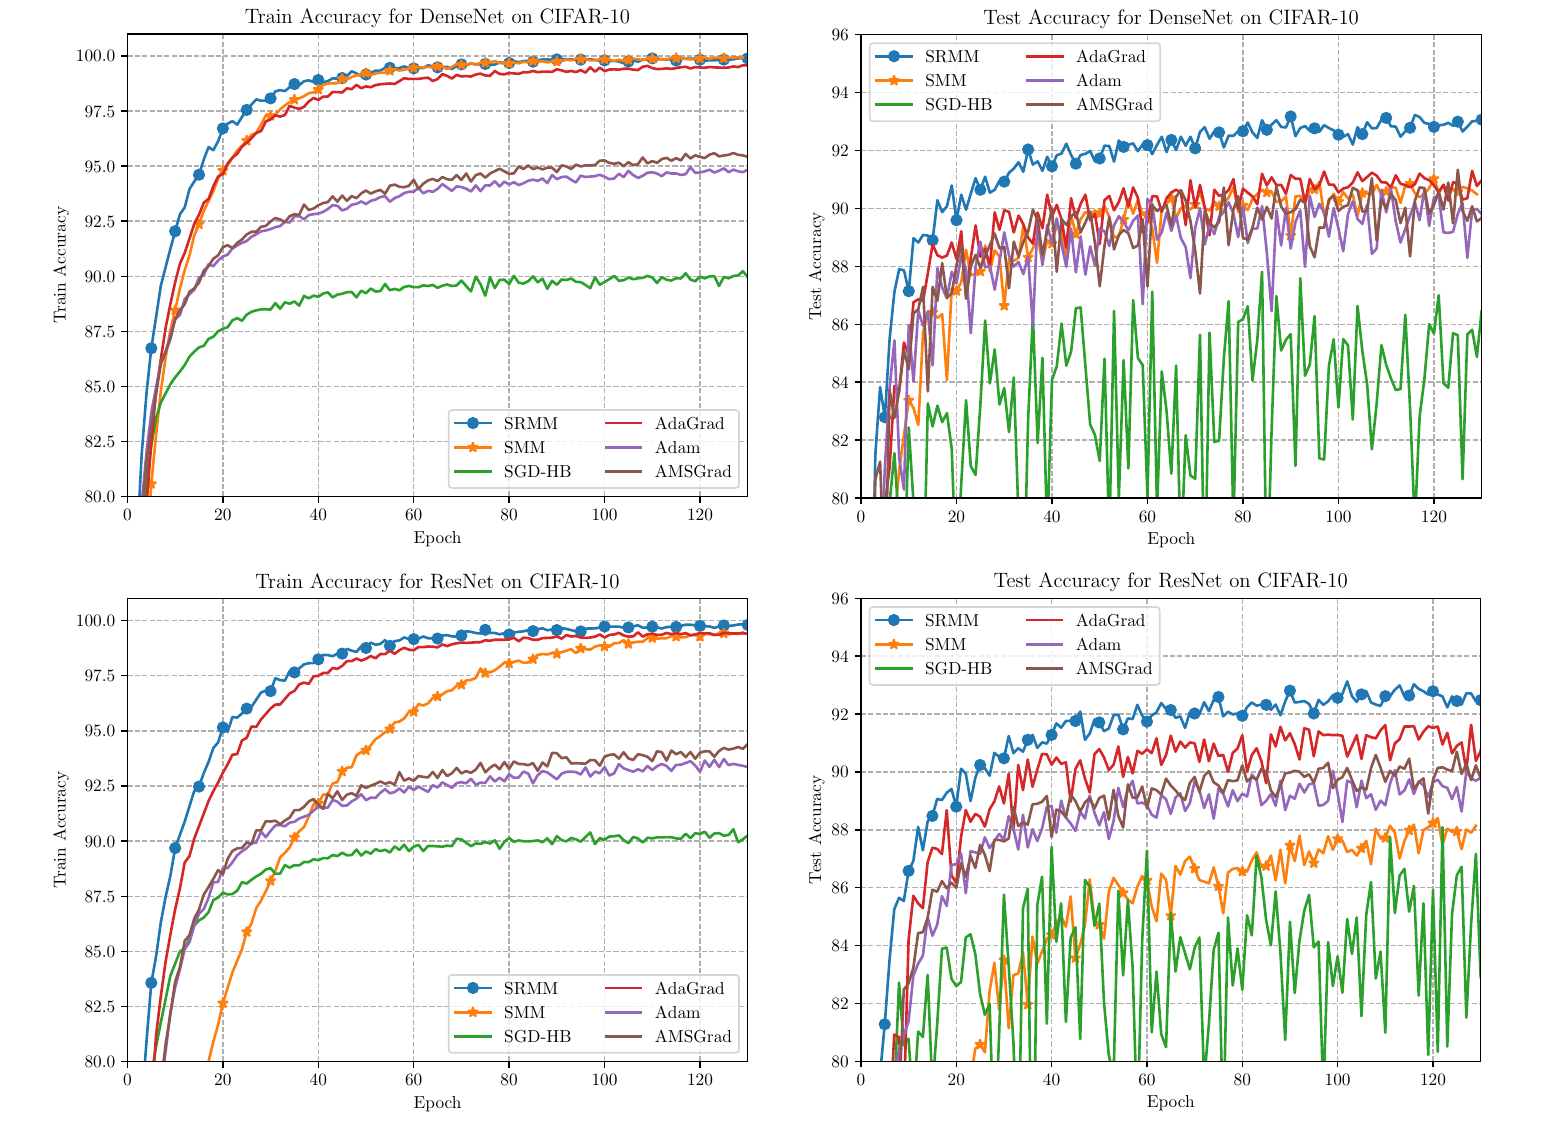 Train Accuracy for DenseNet on CIFAR-10
100.0
97.5
95.0
92.5
90.0
87.5
85.0
82.5
80.0
Train Accuracy
0 20 40 60 80 100 120
Epoch
SRMM AdaGrad
SMM Adam
SGD-HB AMSGrad
Test Accuracy for DenseNet on CIFAR-10
96
94
92
90
88
86
84
82
80
Test Accuracy
0 20 40 60 80 100 120
Epoch
SRMM AdaGrad
SMM Adam
SGD-HB AMSGrad
Train Accuracy for ResNet on CIFAR-10
100.0
97.5
95.0
92.5
90.0
87.5
85.0
82.5
80.0
Train Accuracy
0 20 40 60 80 100 120
Epoch
SRMM AdaGrad
SMM Adam
SGD-HB AMSGrad
Test Accuracy for ResNet on CIFAR-10
96
94
92
90
88
86
84
82
80
Test Accuracy
0 20 40 60 80 100 120
Epoch
SRMM AdaGrad
SMM Adam
SGD-HB AMSGrad